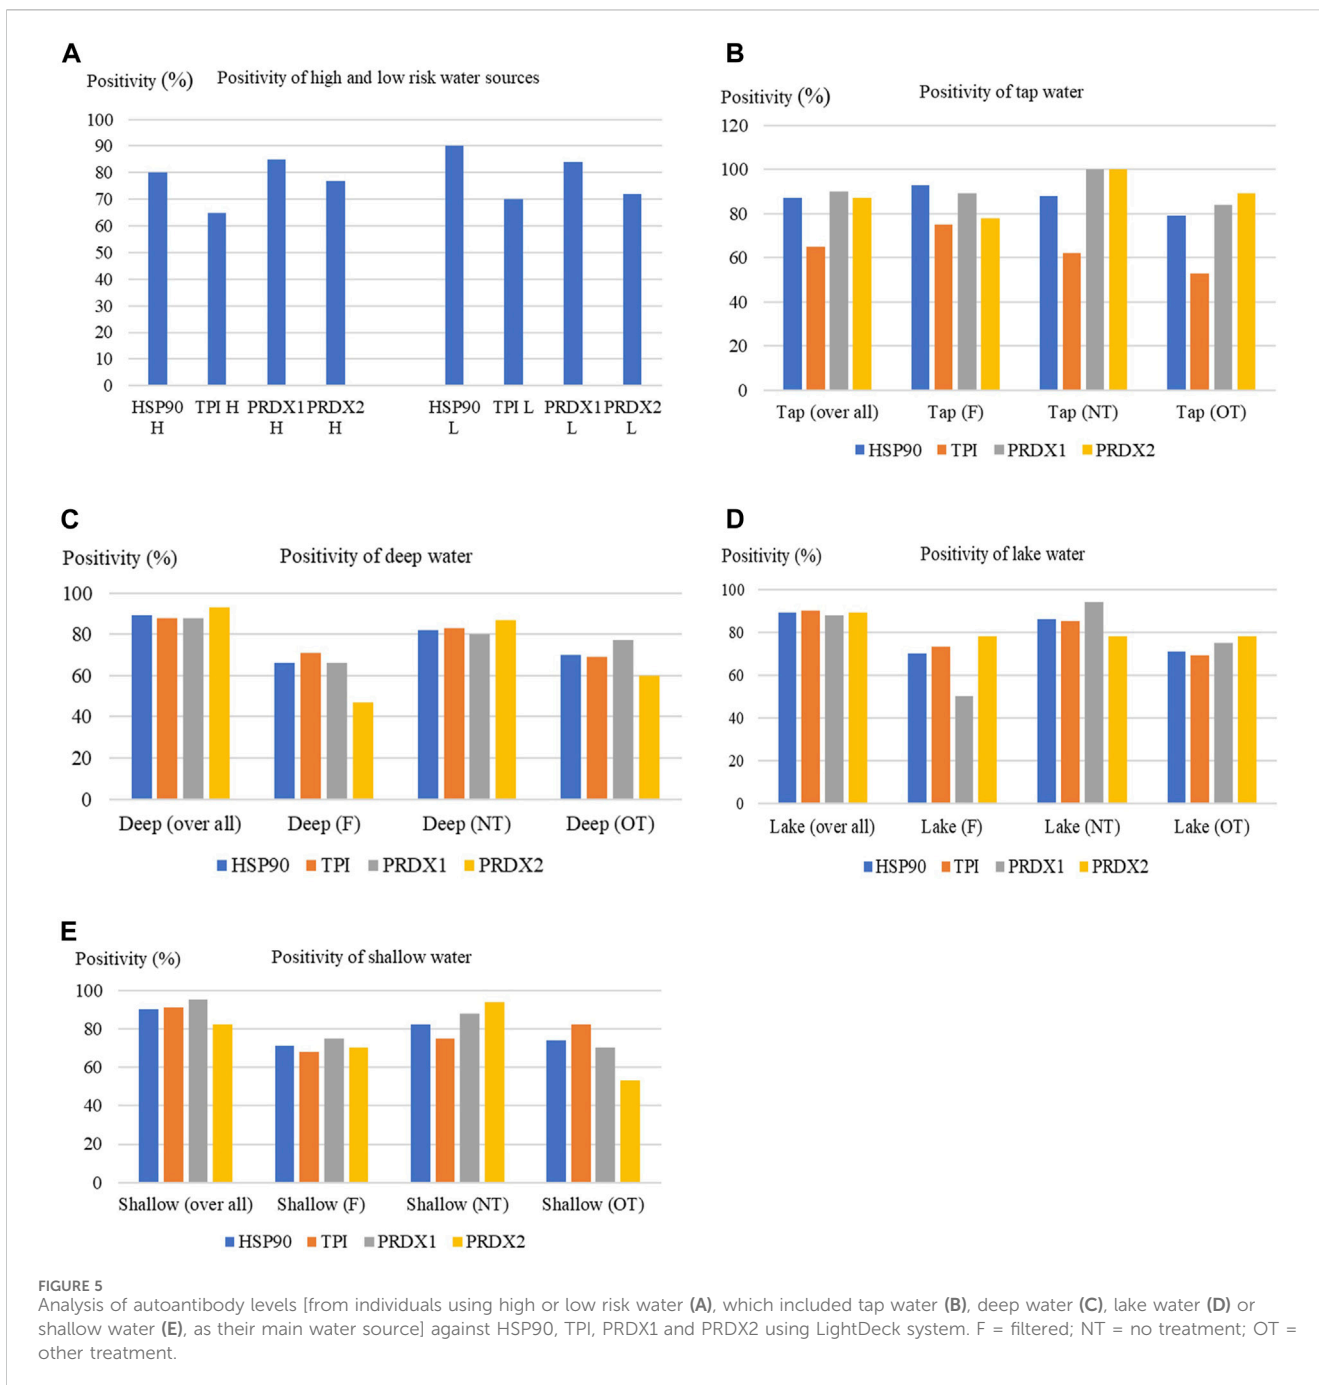 A
Positivity (%)
Positivity of high and low risk water sources
100
90
80
70
60
50
40
30
20
10
0
HSP90 H
TPI H
PRDX1 H
PRDX2 H
HSP90 L
TPI L
PRDX1 L
PRDX2 L
B
Positivity (%)
Positivity of tap water
120
100
80
60
40
20
0
Tap (over all)
Tap (F)
Tap (NT)
Tap (OT)
HSP90 TPI PRDX1 PRDX2
C
Positivity (%)
Positivity of deep water
100
80
60
40
20
0
Deep (over all)
Deep (F)
Deep (NT)
Deep (OT)
HSP90 TPI PRDX1 PRDX2
D
Positivity (%)
Positivity of lake water
100
80
60
40
20
0
Lake (over all)
Lake (F)
Lake (NT)
Lake (OT)
HSP90 TPI PRDX1 PRDX2
E
Positivity (%)
Positivity of shallow water
100
80
60
40
20
0
Shallow (over all)
Shallow (F)
Shallow (NT)
Shallow (OT)
HSP90 TPI PRDX1 PRDX2
FIGURE 5
Analysis of autoantibody levels [from individuals using high or low risk water (A), which included tap water (B), deep water (C), lake water (D) or
shallow water (E), as their main water source] against HSP90, TPI, PRDX1 and PRDX2 using LightDeck system. F = filtered; NT = no treatment; OT =
other treatment.